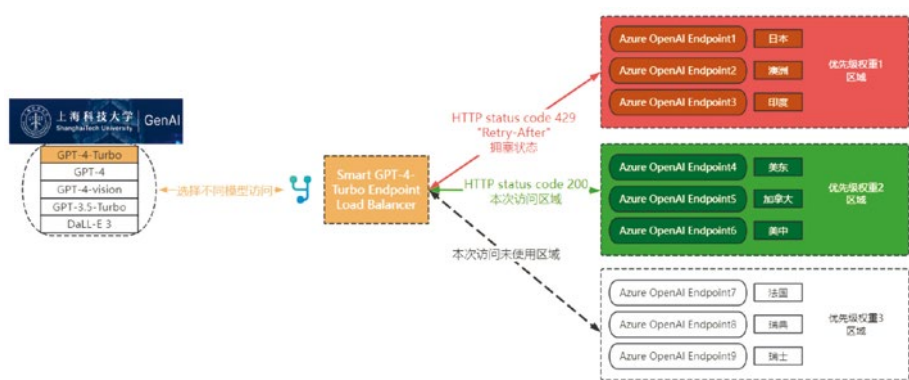 上海科技大学
ShanghaiTech University
GenAI
GPT-4-Turbo
GPT-4
GPT-4-vision
GPT-3.5-Turbo
DaLL-E 3
选择不同模型访问
Smart GPT-4-
Turbo Endpoint
Load Balancer
HTTP status code 429
"Retry-After"
拥塞状态
HTTP status code 200
本次访问区域
本次访问未使用区域
Azure OpenAI Endpoint1 日本
Azure OpenAI Endpoint2 澳洲
Azure OpenAI Endpoint3 印度
优先级权重1
区域
Azure OpenAI Endpoint4 美东
Azure OpenAI Endpoint5 加拿大
Azure OpenAI Endpoint6 美中
优先级权重2
区域
Azure OpenAI Endpoint7 法国
Azure OpenAI Endpoint8 瑞典
Azure OpenAI Endpoint9 瑞士
优先级权重3
区域